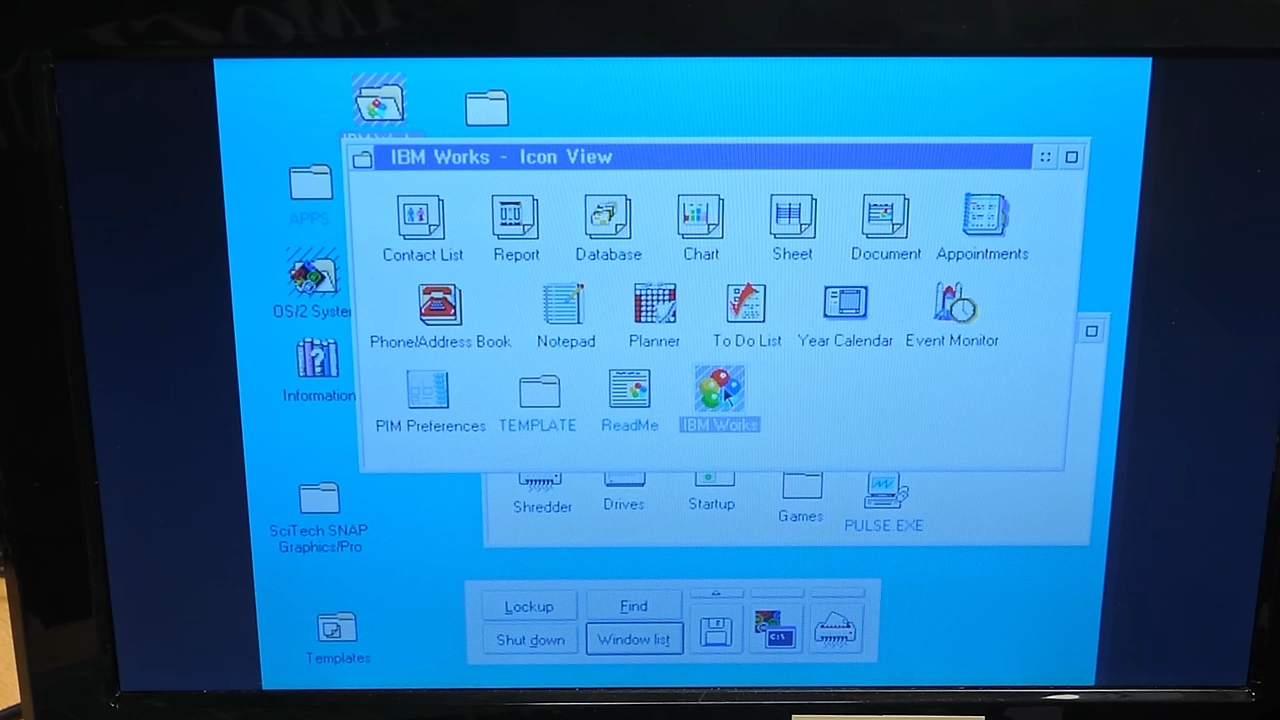 IBM Works - Icon View
APPS
Contact List
Report
Database
Chart
Sheet
Document
Appointments
OS/2 Syste
Phone/Address Book
Notepad
Planner
To Do List
Year Calendar
Event Monitor
Information
PIM Preferences
TEMPLATE
ReadMe
IBM Works
Shredder
Drives
Startup
Games
PULSE.EXE
SciTech SNAP
Graphics/Pro
Lockup
Find
Shut down
Window list
C:\
Templates